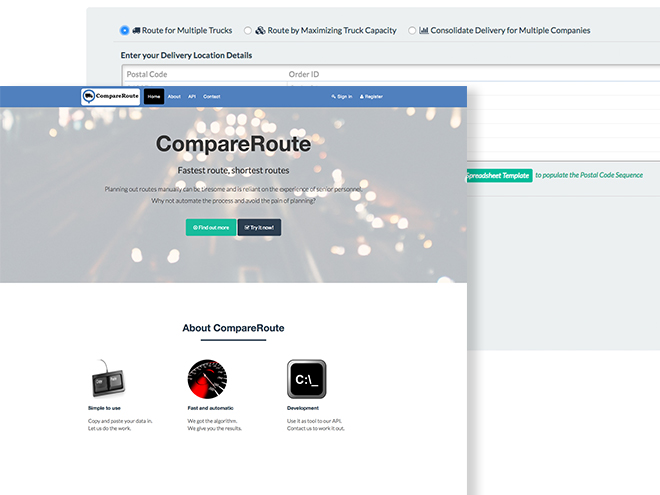 Route for Multiple Trucks Route by Maximizing Truck Capacity Consolidate Delivery for Multiple Companies
Enter your Delivery Location Details
Postal Code Order ID
Spreadsheet Template to populate the Postal Code Sequence
CompareRoute Home About API Contact Sign in Register
CompareRoute
Fastest route, shortest routes
Planning out routes manually can be tiresome and is reliant on the experience of senior personnel.
Why not automate the process and avoid the pain of planning?
Find out more Try it now!
About CompareRoute
C:\_
Simple to use Fast and automatic Development
Copy and paste your data in. We got the algorithm. Use it as tool to our API.
Let us do the work. We give you the results. Contact us to work it out.